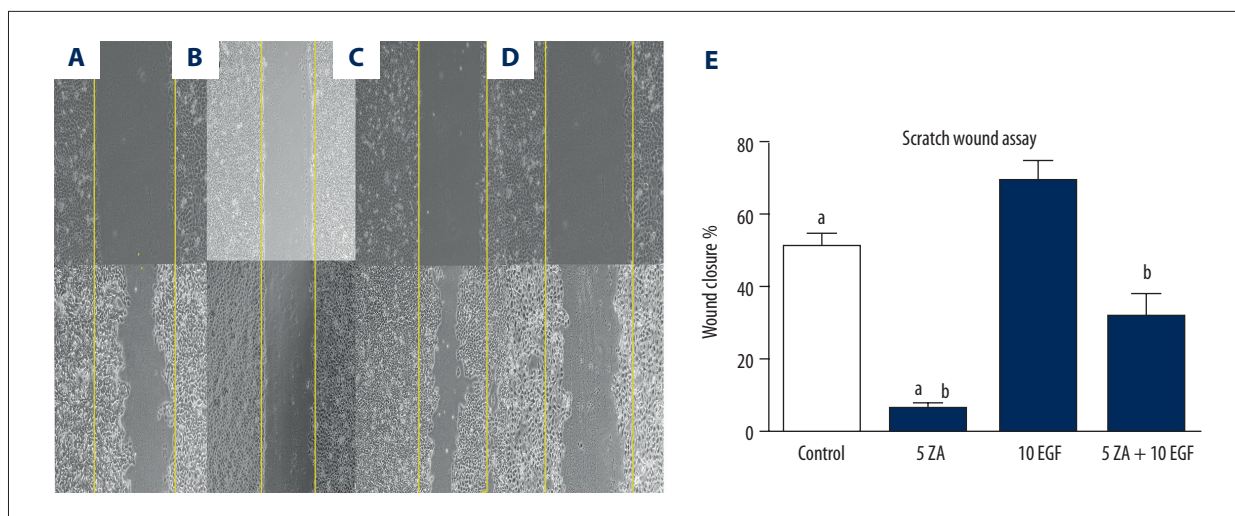 A
B
C
D
E
Scratch wound assay
Wound closure %
80
60
40
20
0
a
a b
b
Control
5 ZA
10 EGF
5 ZA + 10 EGF